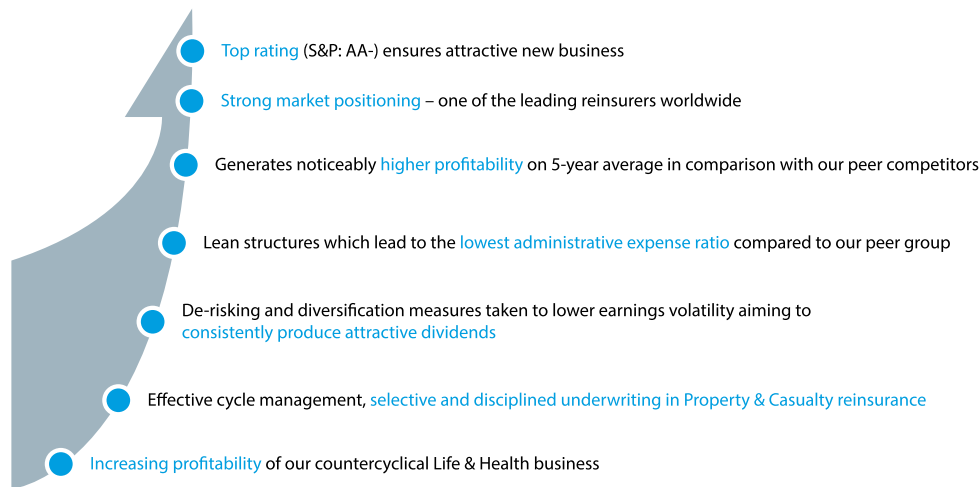 Top rating (S&P: AA-) ensures attractive new business
Strong market positioning – one of the leading reinsurers worldwide
Generates noticeably higher profitability on 5-year average in comparison with our peer competitors
Lean structures which lead to the lowest administrative expense ratio compared to our peer group
De-risking and diversification measures taken to lower earnings volatility aiming to
consistently produce attractive dividends
Effective cycle management, selective and disciplined underwriting in Property & Casualty reinsurance
Increasing profitability of our countercyclical Life & Health business